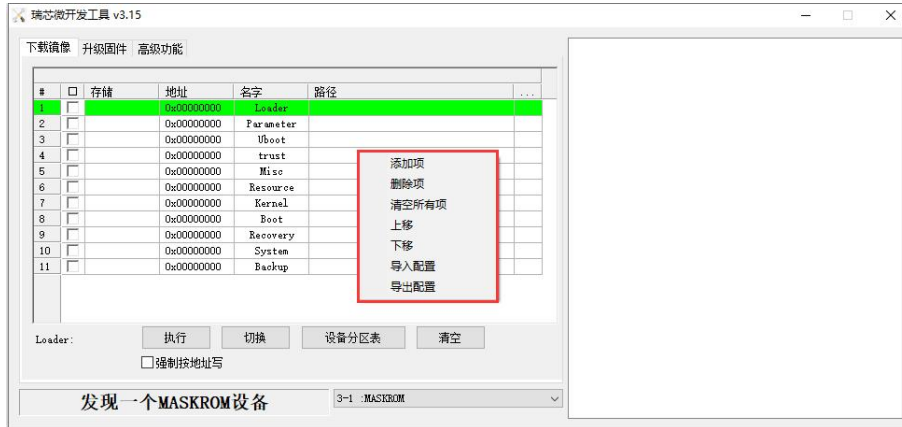 瑞芯微开发工具 v3.15
下载镜像 升级固件 高级功能
# 存储 地址 名字 路径 ...
1 0x00000000 Loader
2 0x00000000 Parameter
3 0x00000000 Uboot
4 0x00000000 trust
5 0x00000000 Misc
6 0x00000000 Resource
7 0x00000000 Kernel
8 0x00000000 Boot
9 0x00000000 Recovery
10 0x00000000 System
11 0x00000000 Backup
添加项
删除项
清空所有项
上移
下移
导入配置
导出配置
Loader: 执行 切换 设备分区表 清空
强制按地址写
发现一个MASKROM设备 3-1 :MASKROM